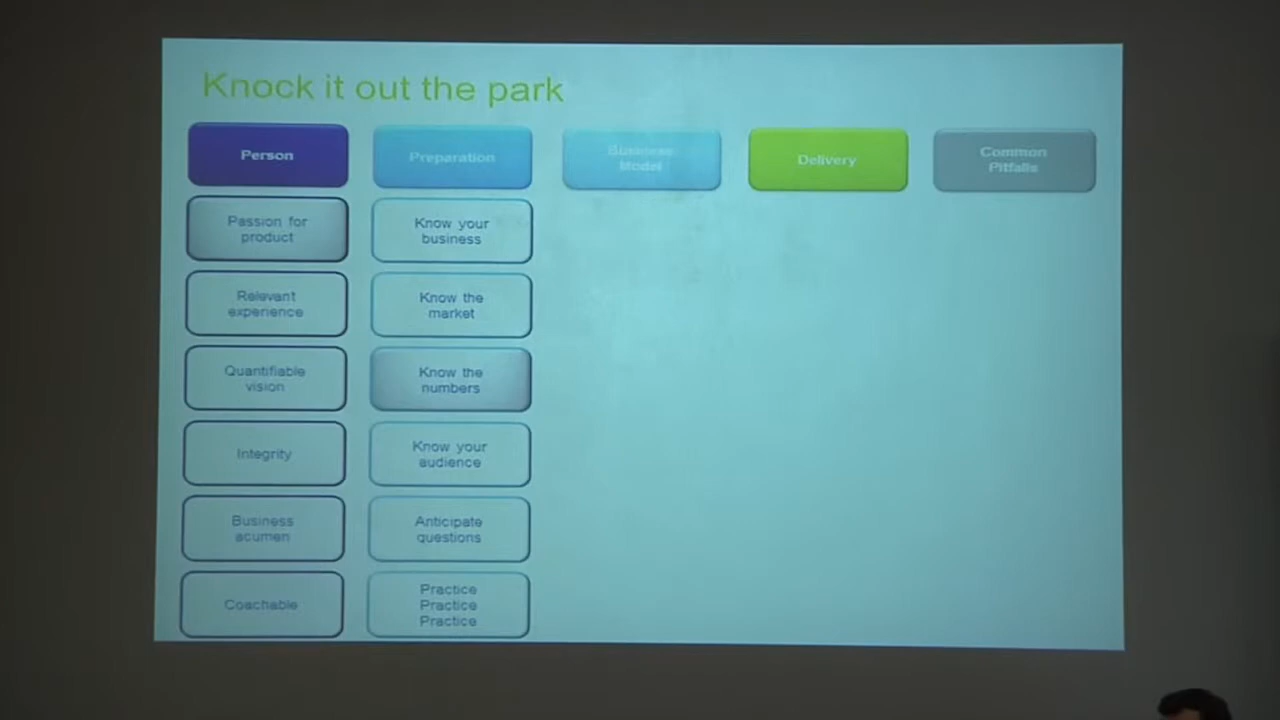 Knock it out the park
Person
Preparation
Business
Model
Delivery
Common
Pitfalls
Passion for
product
Relevant
experience
Quantifiable
vision
Integrity
Business
acumen
Coachable
Know your
business
Know the
market
Know the
numbers
Know your
audience
Anticipate
questions
Practice
Practice
Practice